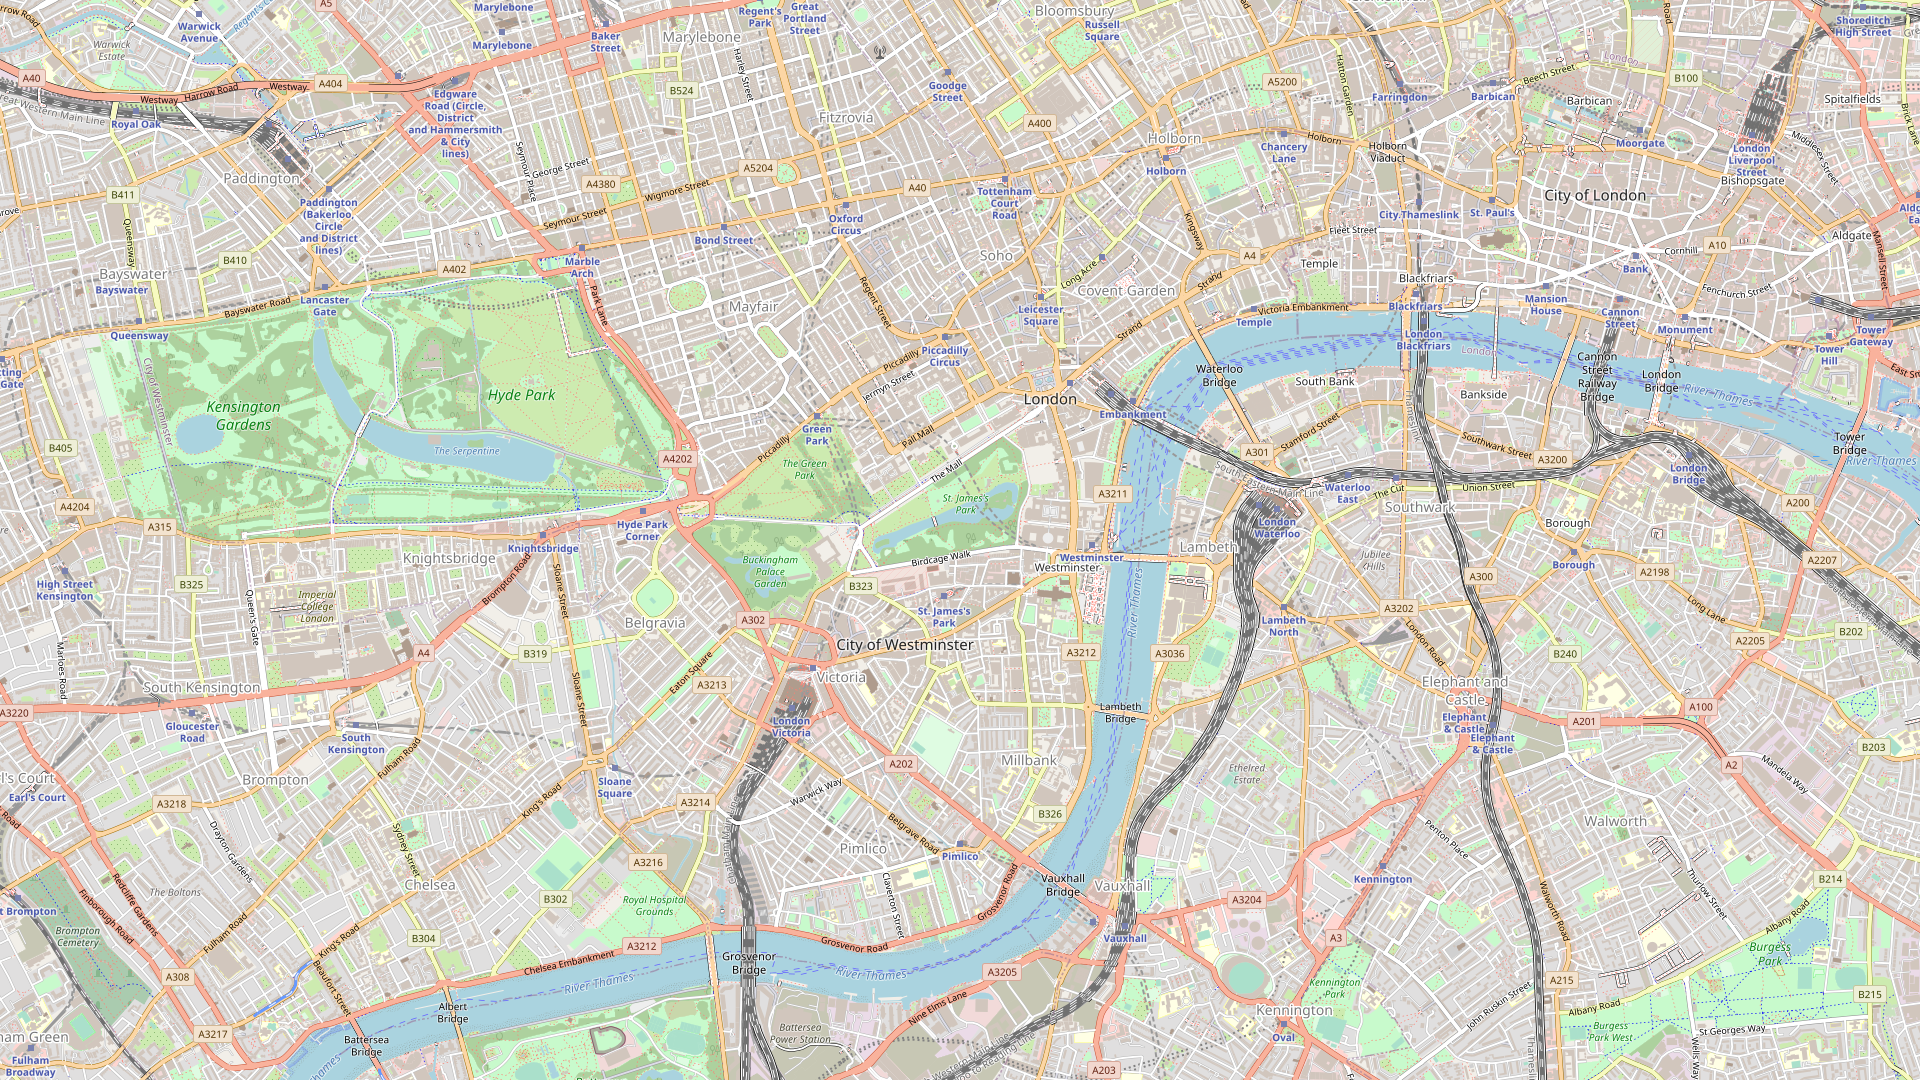 Marylebone
A5
Warwick
Avenue
Regent's
Park
Great
Portland
Street
Bloomsbury
Russell
Square
Shoreditch
High Street
Warwick
Estate
Marylebone
Baker
Street
Marylebone
Harley Street
A40
A404
Westway
Harrow Road
Westway
Great Western Main Line
Royal Oak
Edgware
Road (Circle,
District
and Hammersmith
& City
lines)
B524
Goodge
Street
Fitzrovia
A400
A5200
Hatton Garden
Farringdon
Barbican
Beech Street
Barbican
London
B100
Spitalfields
Brick Lane
Holborn
Chancery
Lane
Holborn
Holborn
Viaduct
Holborn
Moorgate
London
Liverpool
Street
Bishopsgate
Middlesex Street
Paddington
B411
Queensway
Paddington
(Bakerloo,
Circle
and District
lines)
Seymour Place
George Street
A4380
Wigmore Street
A5204
A40
Tottenham
Court
Road
Oxford
Circus
Seymour Street
Bond Street
City of London
City Thameslink
St. Paul's
Kingsway
Fleet Street
Aldgate
A10
Cornhill
Bank
Mansell Street
Bayswater
Bayswater
B410
A402
Marble
Arch
Park Lane
Soho
Long Acre
Covent Garden
A4
Strand
Temple
Blackfriars
Mansion
House
Fenchurch Street
Lancaster
Gate
Bayswater Road
Queensway
Mayfair
Regent Street
Leicester
Square
Strand
Victoria Embankment
Temple
Blackfriars
London
Blackfriars
London
Cannon
Street
Monument
Tower
Gateway
Tower
Hill
City of Westminster
Piccadilly
Circus
Piccadilly
Jermyn Street
Waterloo
Bridge
South Bank
Bankside
Cannon
Street
Railway
Bridge
London
Bridge
River Thames
Kensington
Gardens
Hyde Park
London
Embankment
Thameslink
B405
The Serpentine
Green
Park
Pall Mall
Piccadilly
The Green
Park
The Mall
A4202
Stamford Street
A301
Southwark Street
A3200
Tower
Bridge
River Thames
London
Bridge
St. James's
Park
A3211
South Eastern Main Line
Waterloo
East
The Cut
Union Street
A200
A4204
A315
Hyde Park
Corner
Knightsbridge
Knightsbridge
London
Waterloo
Southwark
Borough
High Street
Kensington
B325
Buckingham
Palace
Garden
Birdcage Walk
Westminster
Westminster
Lambeth
Jubilee
Hills
Borough
A2207
Brompton Road
Sloane Street
B323
St. James's
Park
River Thames
A300
A2198
Queen's Gate
Imperial
College
London
Belgravia
A302
Lambeth
North
A3202
Long Lane
B202
Marloes Road
A4
B319
City of Westminster
A3212
A3036
London Road
B240
A2205
Eaton Square
A3213
Victoria
South Kensington
Sloane Street
Elephant and
Castle
A3220
Gloucester
Road
South
Kensington
London
Victoria
Lambeth
Bridge
Elephant
& Castle
Elephant
& Castle
A201
A100
Fulham Road
B203
Brompton
Earl's Court
Sloane
Square
A202
Millbank
Ethelred
Estate
A2
Mandela Way
A3218
King's Road
A3214
Warwick Way
B326
Walworth
Drayton Gardens
Sydney Street
Belgrave Road
Penton Place
A3216
Pimlico
Pimlico
Kennington
B214
Redcliffe Gardens
The Boltons
Chelsea
B302
Royal Hospital
Grounds
Claverton Street
Grosvenor Road
Vauxhall
Bridge
Vauxhall
A3204
Thurlow Street
Walworth Road
Albany Road
Finborough Road
Brompton
Cemetery
Fulham Road
King's Road
B304
A3212
Grosvenor Road
Vauxhall
A3
Burgess
Park
A308
Chelsea Embankment
Grosvenor
Bridge
River Thames
A3205
Kennington
Park
A215
B215
Beaufort Street
River Thames
Albert
Bridge
Nine Elms Lane
Kennington
John Ruskin Street
Albany Road
St Georges Way
Burgess
Park West
Wells Way
A3217
Battersea
Bridge
Battersea
Power Station
Oval
Fulham
Broadway
A203